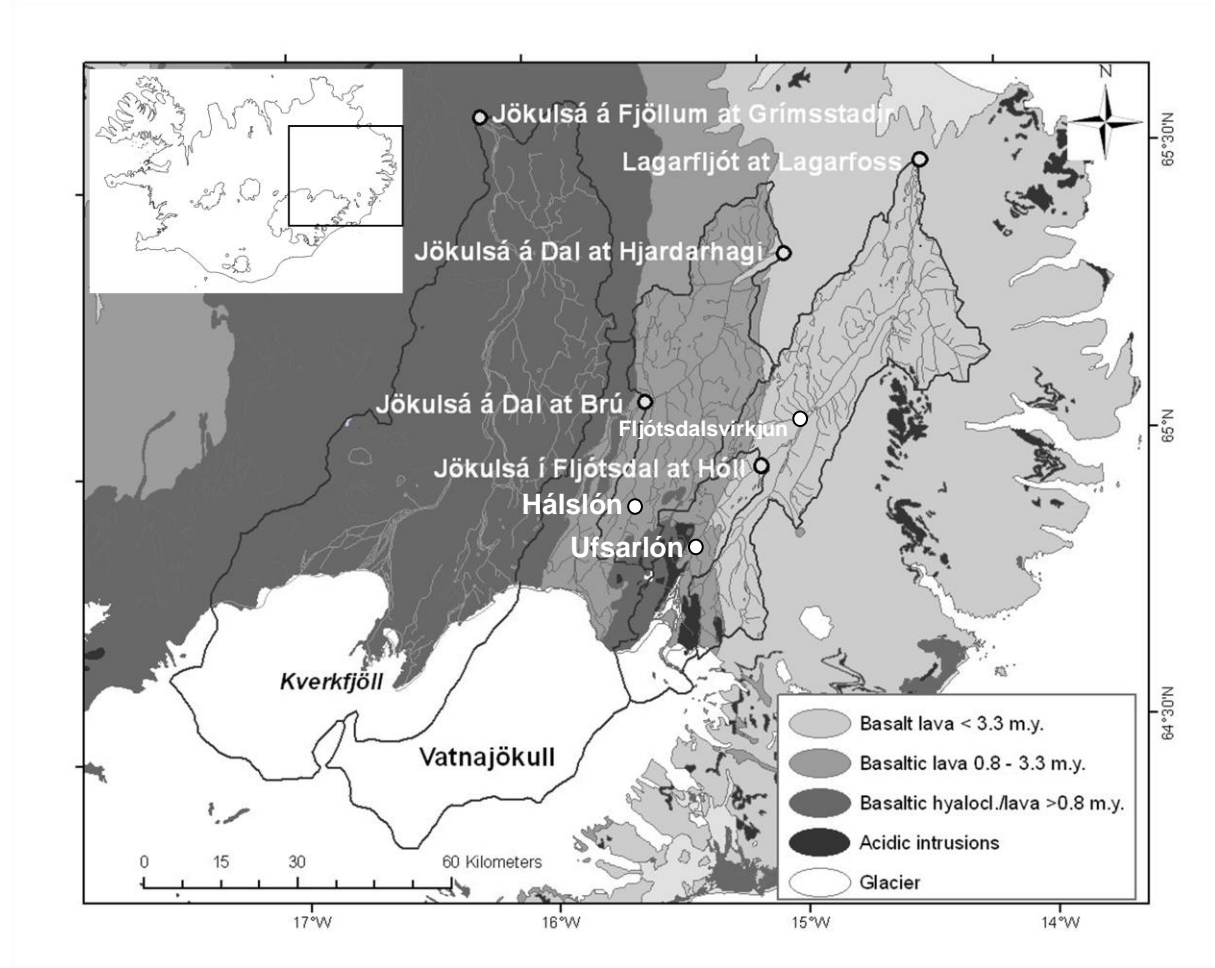 N
Jökulsá á Fjöllum at Grímsstadir
Lagarfljót at Lagarfoss
Jökulsá á Dal at Hjardarhagi
Jökulsá á Dal at Brú
Fljótsdalsvirkjun
Jökulsá í Fljótsdal at Hóll
Hálslón
Ufsarlón
Kverkfjöll
Vatnajökull
65°30'N
65°N
64°30'N
Basalt lava < 3.3 m.y.
Basaltic lava 0.8 - 3.3 m.y.
Basaltic hyalocl./lava >0.8 m.y.
Acidic intrusions
Glacier
0 15 30 60 Kilometers
17°W 16°W 15°W 14°W